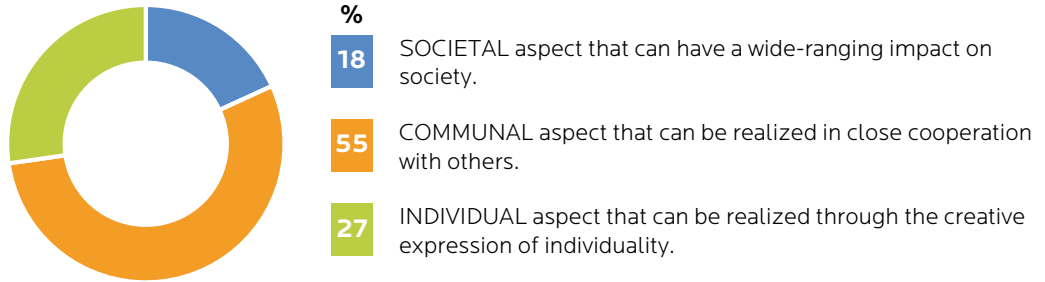 %
18
SOCIETAL aspect that can have a wide-ranging impact on
society.
55
COMMUNAL aspect that can be realized in close cooperation
with others.
27
INDIVIDUAL aspect that can be realized through the creative
expression of individuality.